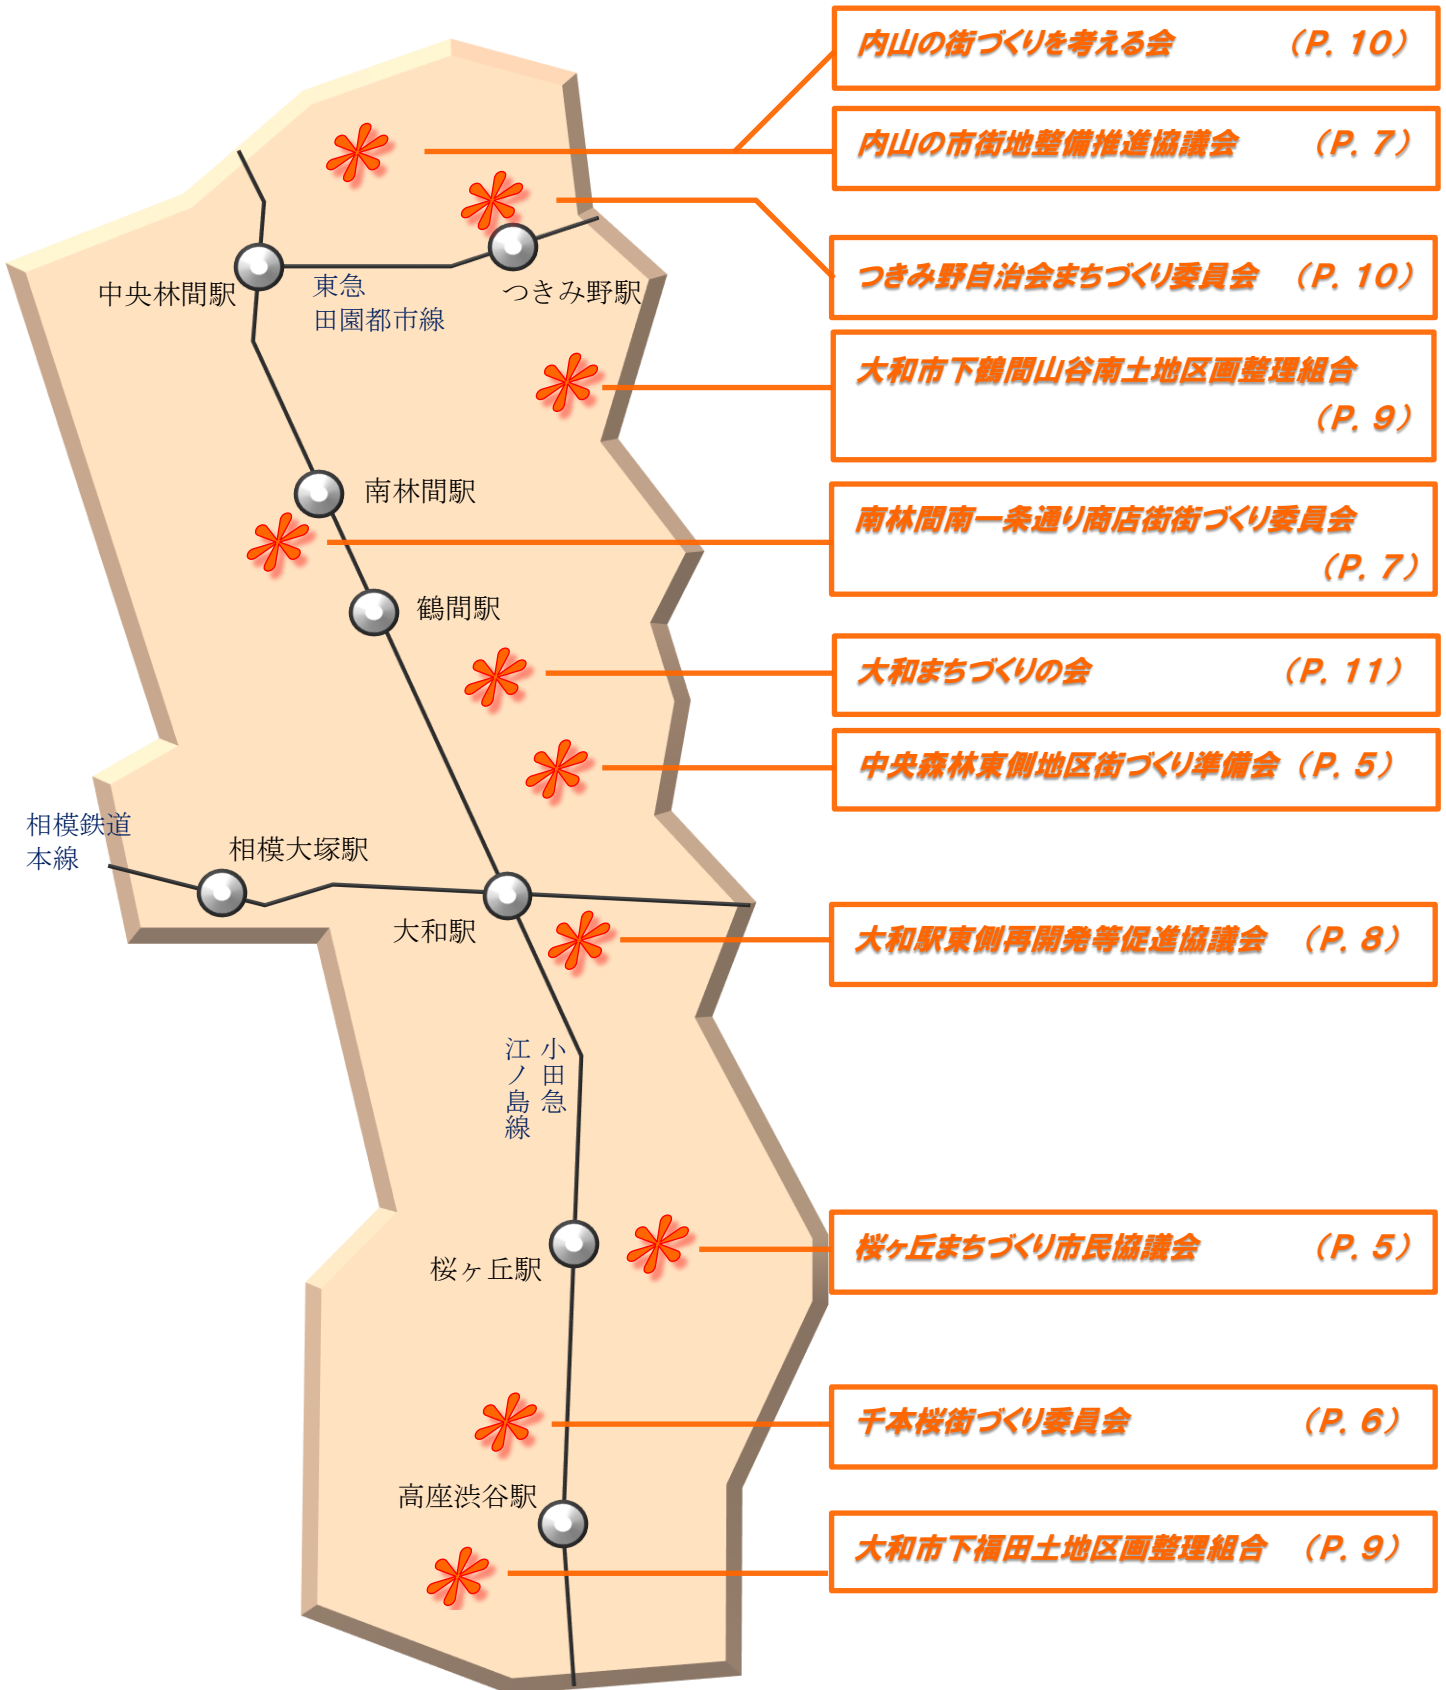 内山の街づくりを考える会 （P. 10）
内山の市街地整備推進協議会 （P. 7）
つきみ野自治会まちづくり委員会 （P. 10）
大和市下鶴間山谷南土地区画整理組合
（P. 9）
南林間南一条通り商店街街づくり委員会
（P. 7）
大和まちづくりの会 （P. 11）
中央森林東側地区街づくり準備会 （P. 5）
大和駅東側再開発等促進協議会 （P. 8）
桜ヶ丘まちづくり市民協議会 （P. 5）
千本桜街づくり委員会 （P. 6）
大和市下福田土地区画整理組合 （P. 9）
中央林間駅
東急
田園都市線
つきみ野駅
南林間駅
鶴間駅
相模鉄道
本線
相模大塚駅
大和駅
小田急
江ノ島線
桜ヶ丘駅
高座渋谷駅